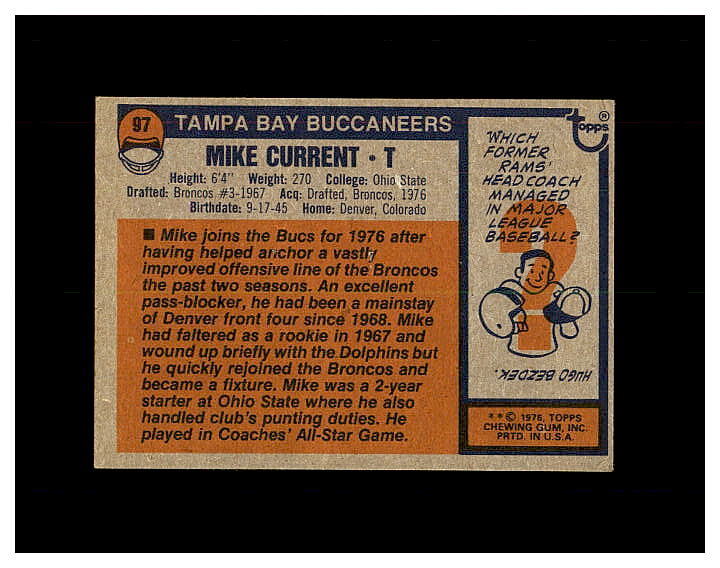 97
TAMPA BAY BUCCANEERS
MIKE CURRENT • T
Height: 6'4" Weight: 270 College: Ohio State
Drafted: Broncos #3-1967 Acq: Drafted, Broncos, 1976
Birthdate: 9-17-45 Home: Denver, Colorado
■ Mike joins the Bucs for 1976 after
having helped anchor a vastly
improved offensive line of the Broncos
the past two seasons. An excellent
pass-blocker, he had been a mainstay
of Denver front four since 1968. Mike
had faltered as a rookie in 1967 and
wound up briefly with the Dolphins but
he quickly rejoined the Broncos and
became a fixture. Mike was a 2-year
starter at Ohio State where he also
handled club's punting duties. He
played in Coaches' All-Star Game.
topps®
WHICH
FORMER
RAMS'
HEAD COACH
MANAGED
IN MAJOR
LEAGUE
BASEBALL?
?
HUGO BEZDEK.
**© 1976, TOPPS
CHEWING GUM, INC.
PRTD. IN U.S.A.